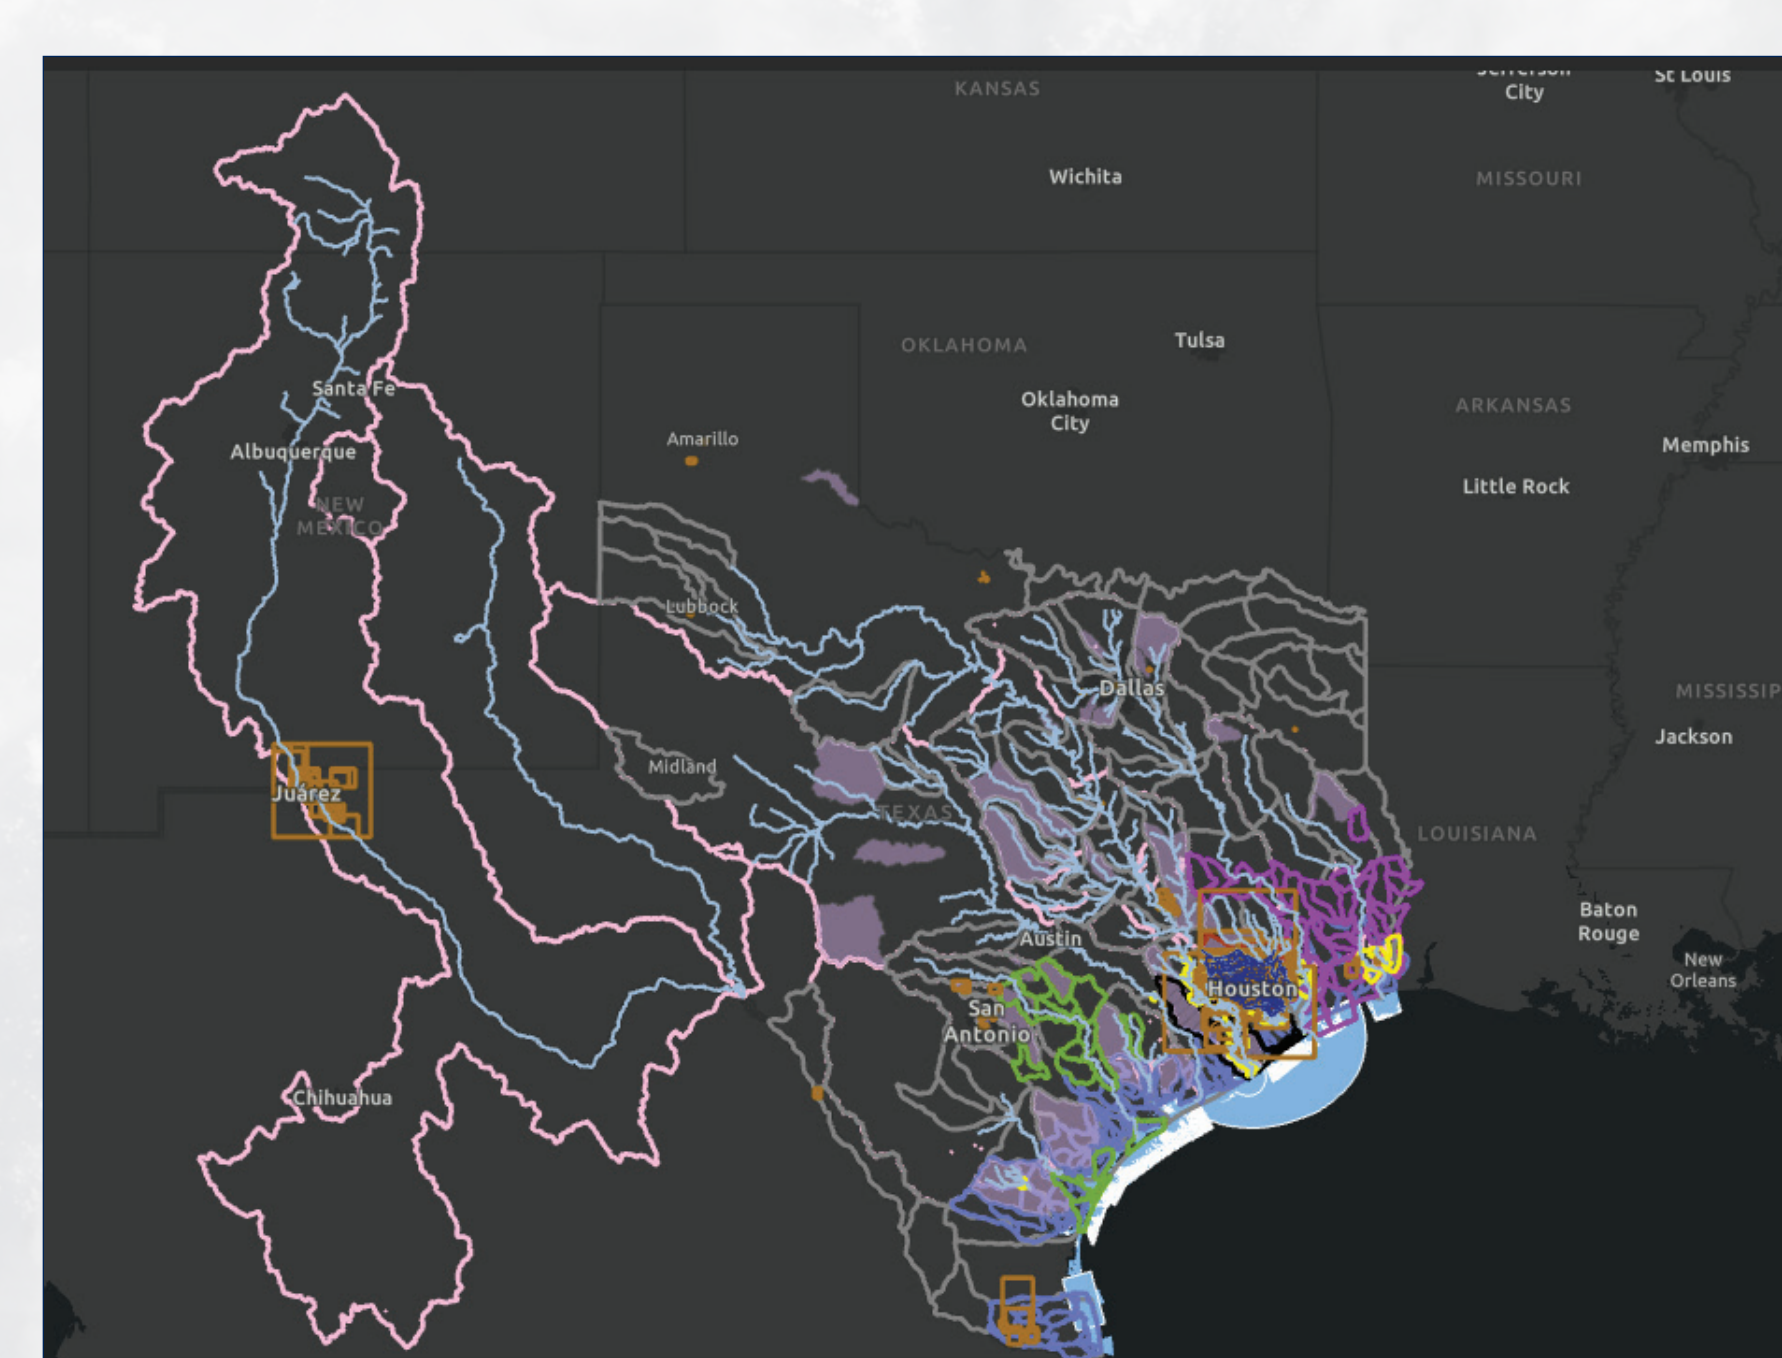 KANSAS
Jefferson
City
St Louis
Wichita
MISSOURI
OKLAHOMA
Tulsa
Santa Fe
Oklahoma
City
ARKANSAS
Amarillo
Memphis
Albuquerque
Little Rock
NEW
MEXICO
Lubbock
Dallas
MISSISSIP
Jackson
Midland
Juárez
TEXAS
LOUISIANA
Baton
Rouge
Austin
New
Orleans
Houston
San
Antonio
Chihuahua